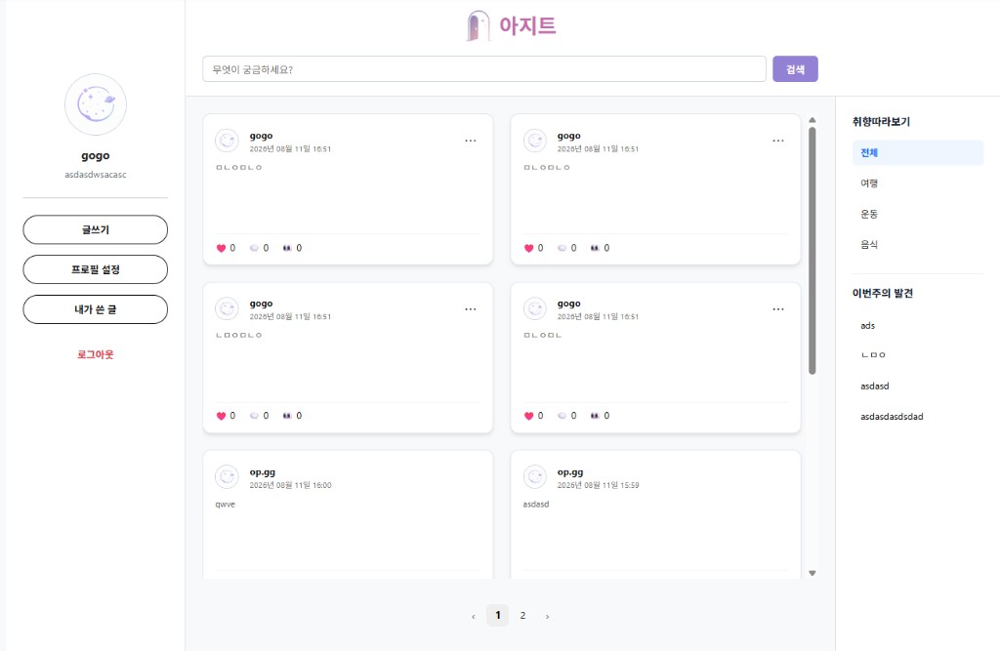 아지트
무엇이 궁금하세요?
검색
gogo
asdasdwsacasc
글쓰기
프로필 설정
내가 쓴 글
로그아웃
gogo
2026년 08월 11일 16:51
ㅁㄴㅇㅁㄴㅇ
0 0 0
gogo
2026년 08월 11일 16:51
ㅁㄴㅇㅁㄴㅇ
0 0 0
gogo
2026년 08월 11일 16:51
ㄴㅁㅇㅁㄴㅇ
0 0 0
gogo
2026년 08월 11일 16:51
ㅁㄴㅇㅁㄴ
0 0 0
op.gg
2026년 08월 11일 16:00
qwve
op.gg
2026년 08월 11일 15:59
asdasd
‹ 1 2 ›
취향따라보기
전체
여행
운동
음식
이번주의 발견
ads
ㄴㅁㅇ
asdasd
asdasdasdsdad